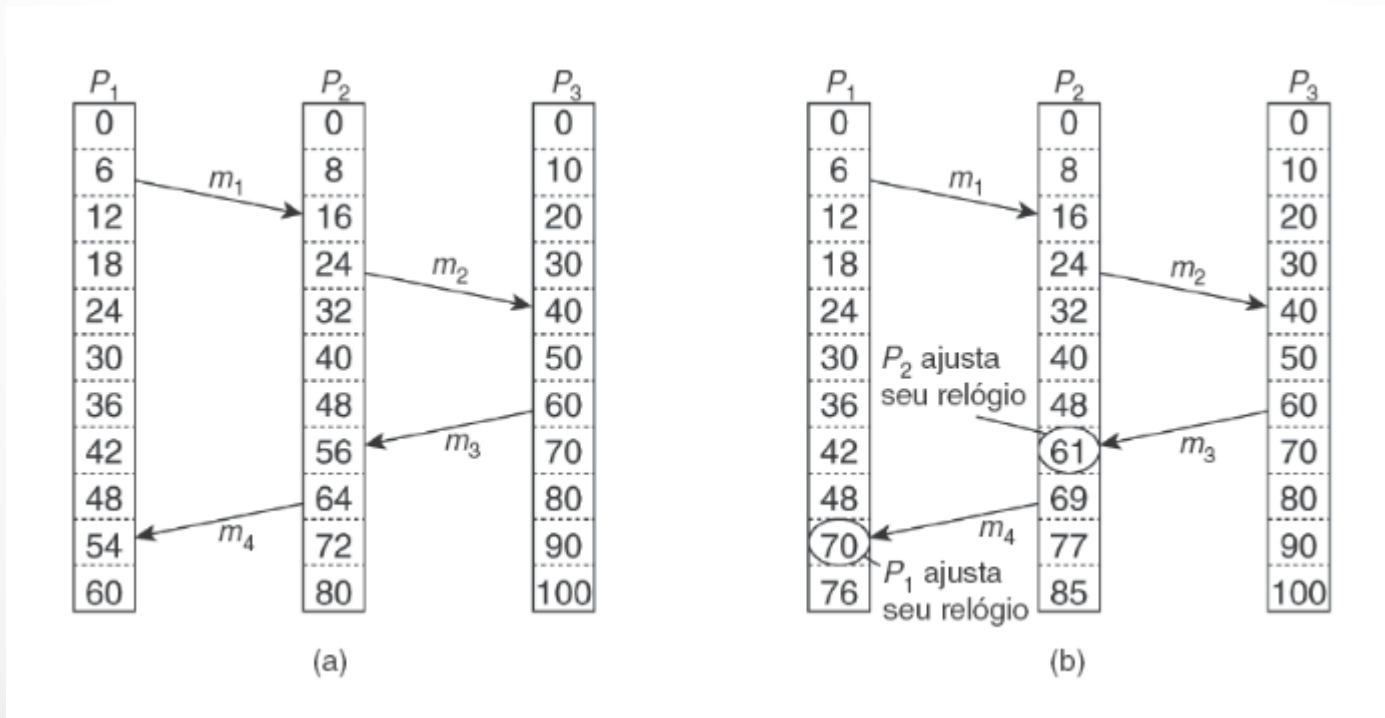 P1 P2 P3 P1 P2 P3
0 0 0 0 0 0
6 8 10 6 8 10
m1 m1
12 16 20 12 16 20
18 24 30 18 24 30
m2 m2
24 32 40 24 32 40
30 40 50 30 40 50
P2 ajusta
seu relógio
36 48 60 36 48 60
m3 m3
42 56 70 42 61 70
48 64 80 48 69 80
m4 m4
54 72 90 70 77 90
P1 ajusta
seu relógio
60 80 100 76 85 100
(a) (b)